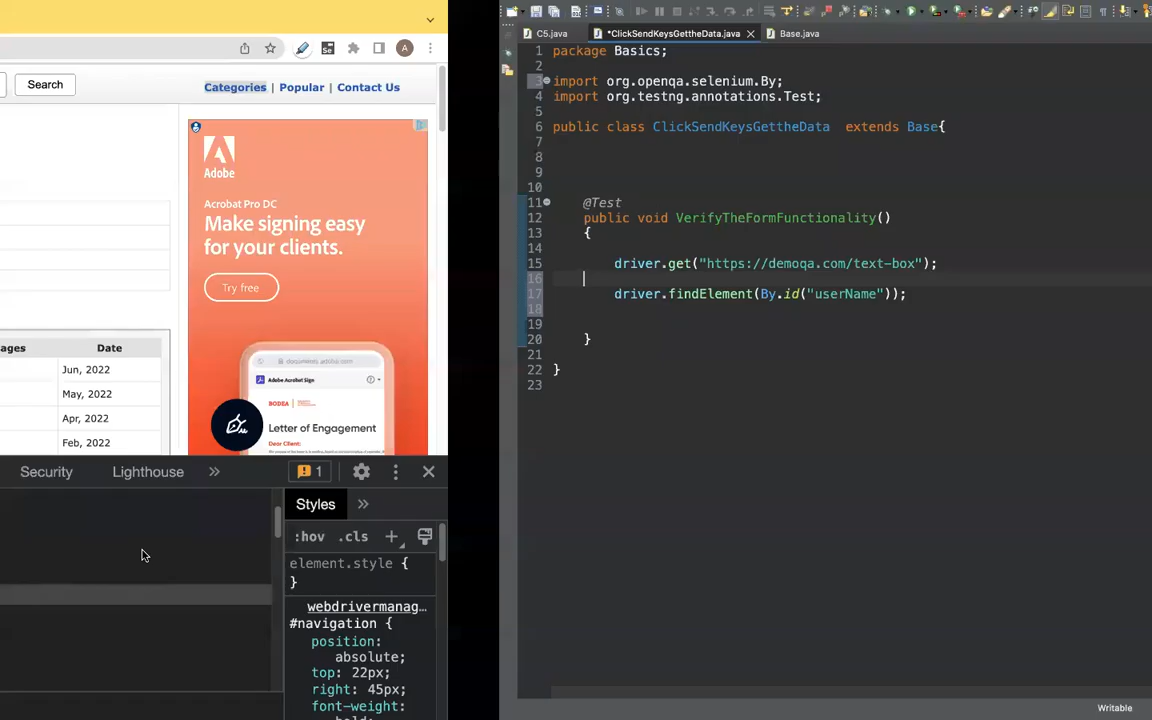 Search
Categories | Popular | Contact Us
Adobe
Acrobat Pro DC
Make signing easy
for your clients.
Try free
Adobe Acrobat Sign
BODEA
Letter of Engagement
Dear Client:
ages Date
Jun, 2022
May, 2022
Apr, 2022
Feb, 2022
Security Lighthouse » 1
Styles »
:hov .cls +
element.style {
}
webdrivermanag…
#navigation {
position:
absolute;
top: 22px;
right: 45px;
font-weight:
C5.java *ClickSendKeysGettheData.java Base.java
1 package Basics;
2
3 import org.openqa.selenium.By;
4 import org.testng.annotations.Test;
5
6 public class ClickSendKeysGettheData extends Base{
7
8
9
10
11 @Test
12 public void VerifyTheFormFunctionality()
13 {
14
15 driver.get("https://demoqa.com/text-box");
16
17 driver.findElement(By.id("userName"));
18
19
20 }
21
22 }
23
Writable